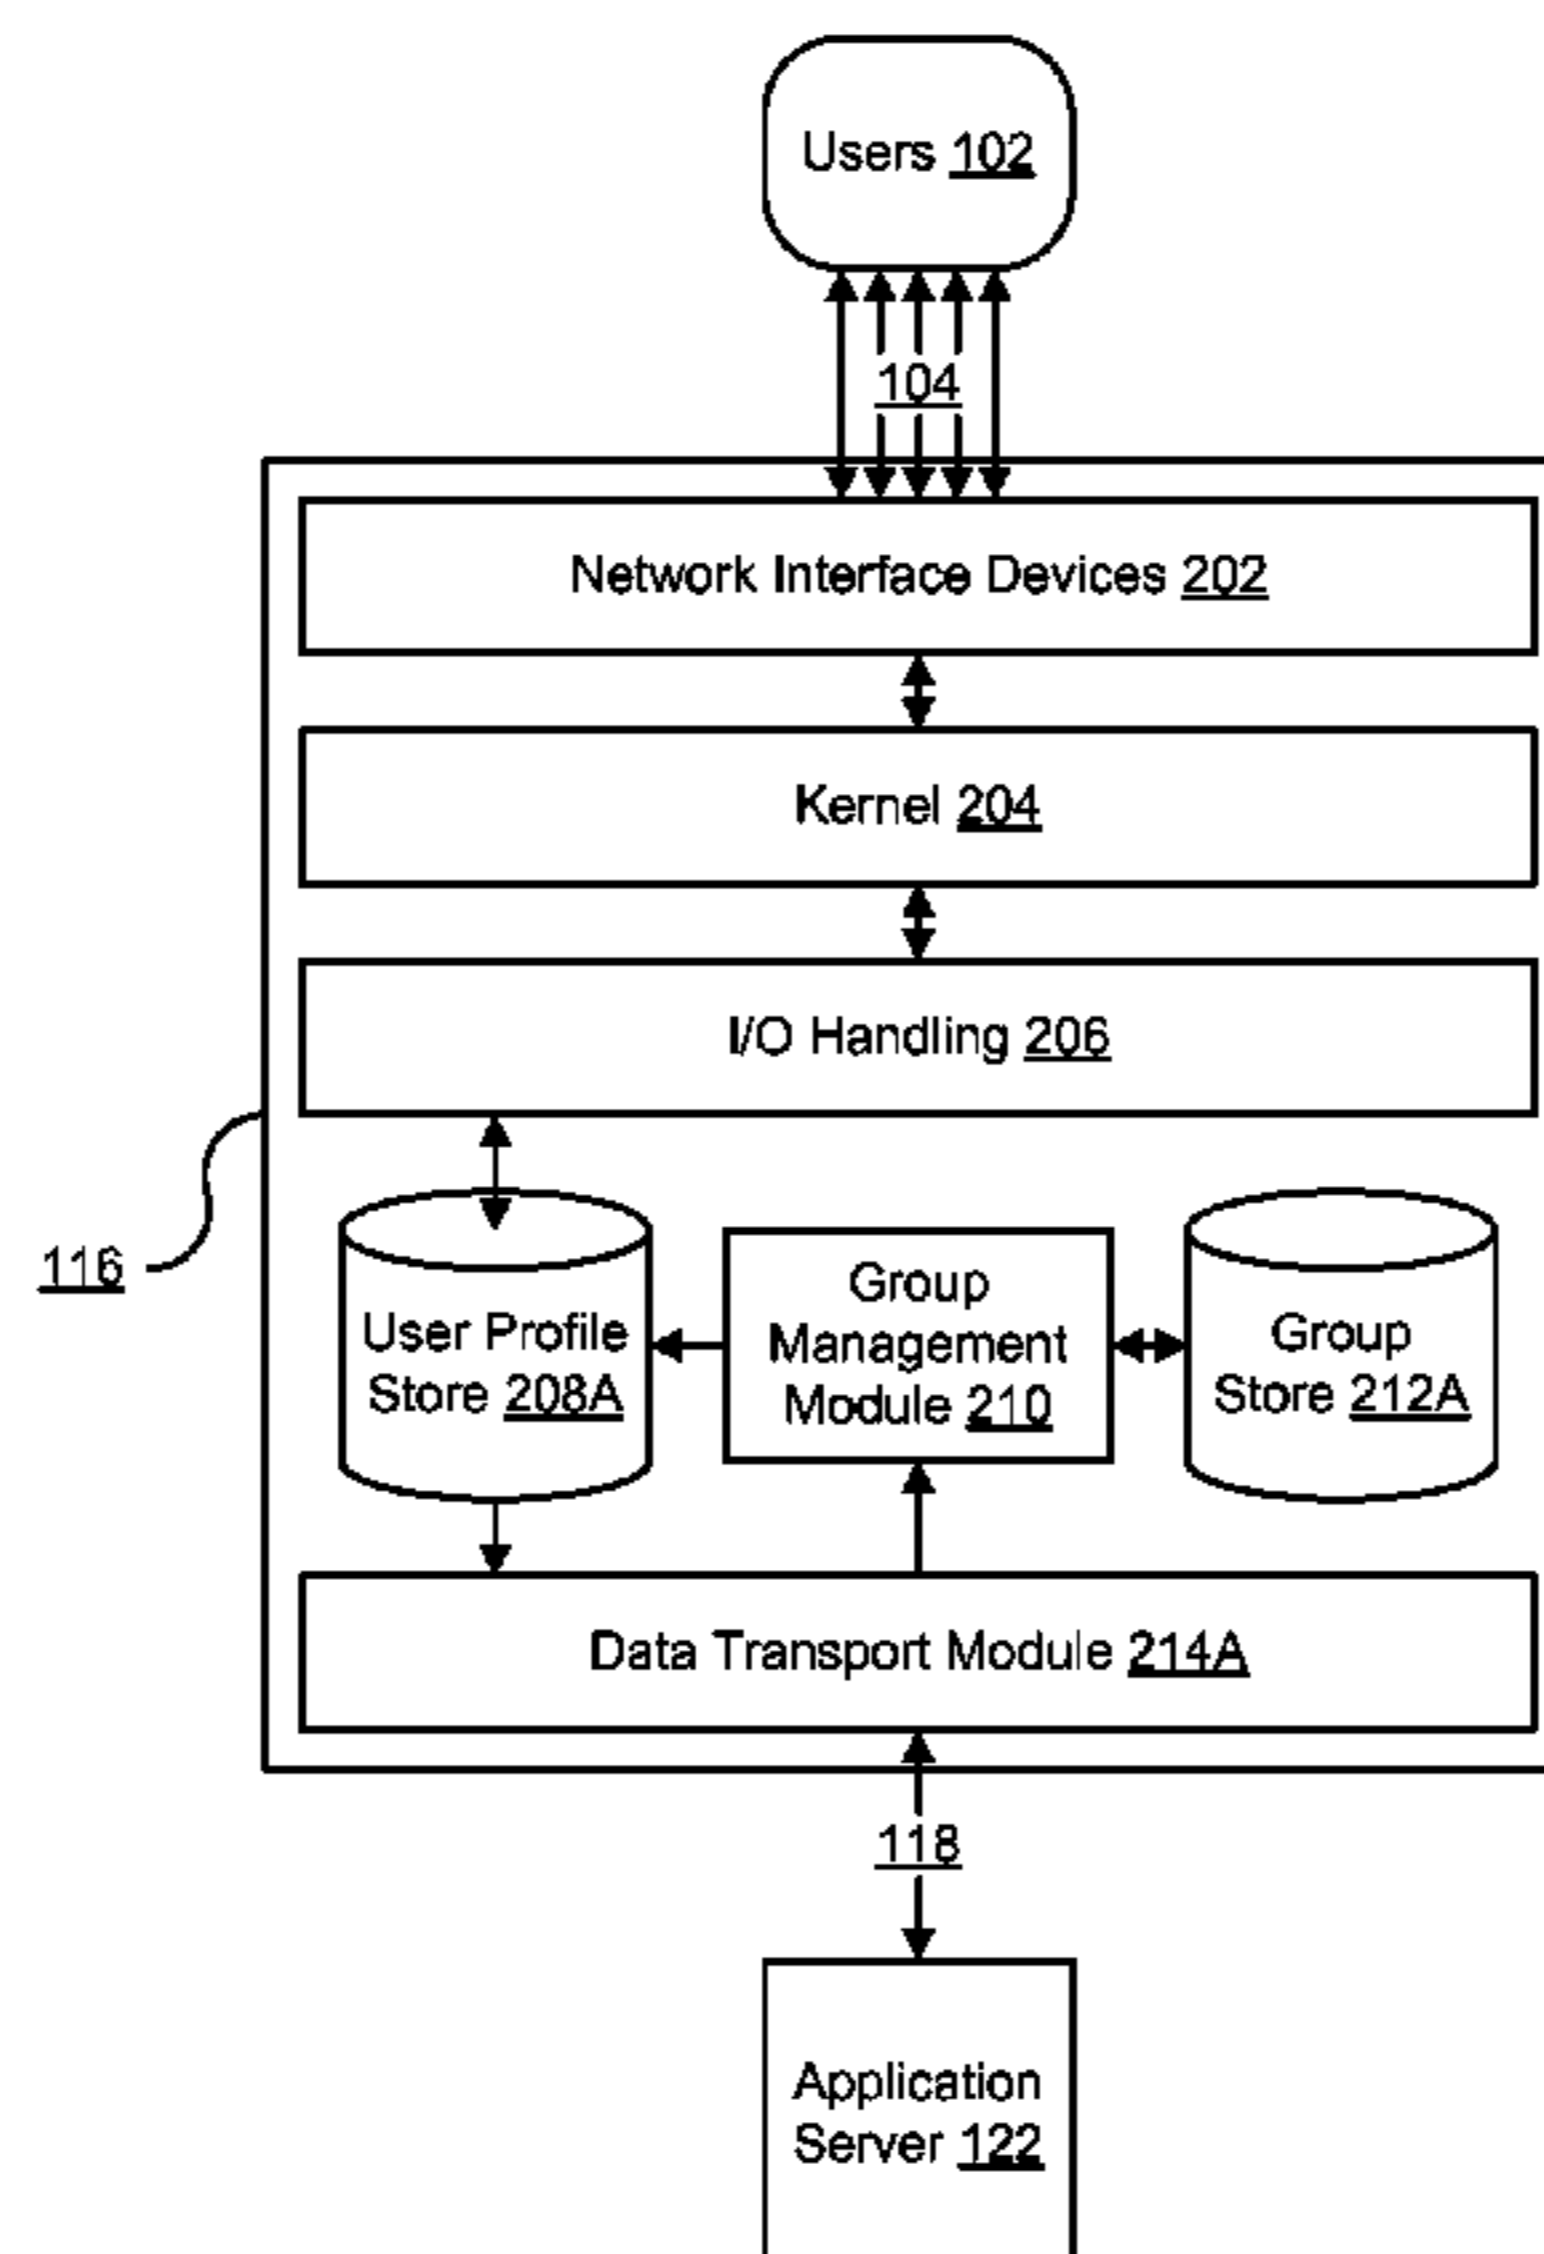 Users 102
104
Network Interface Devices 202
Kernel 204
I/O Handling 206
116
User Profile
Store 208A
Group
Management
Module 210
Group
Store 212A
Data Transport Module 214A
118
Application
Server 122